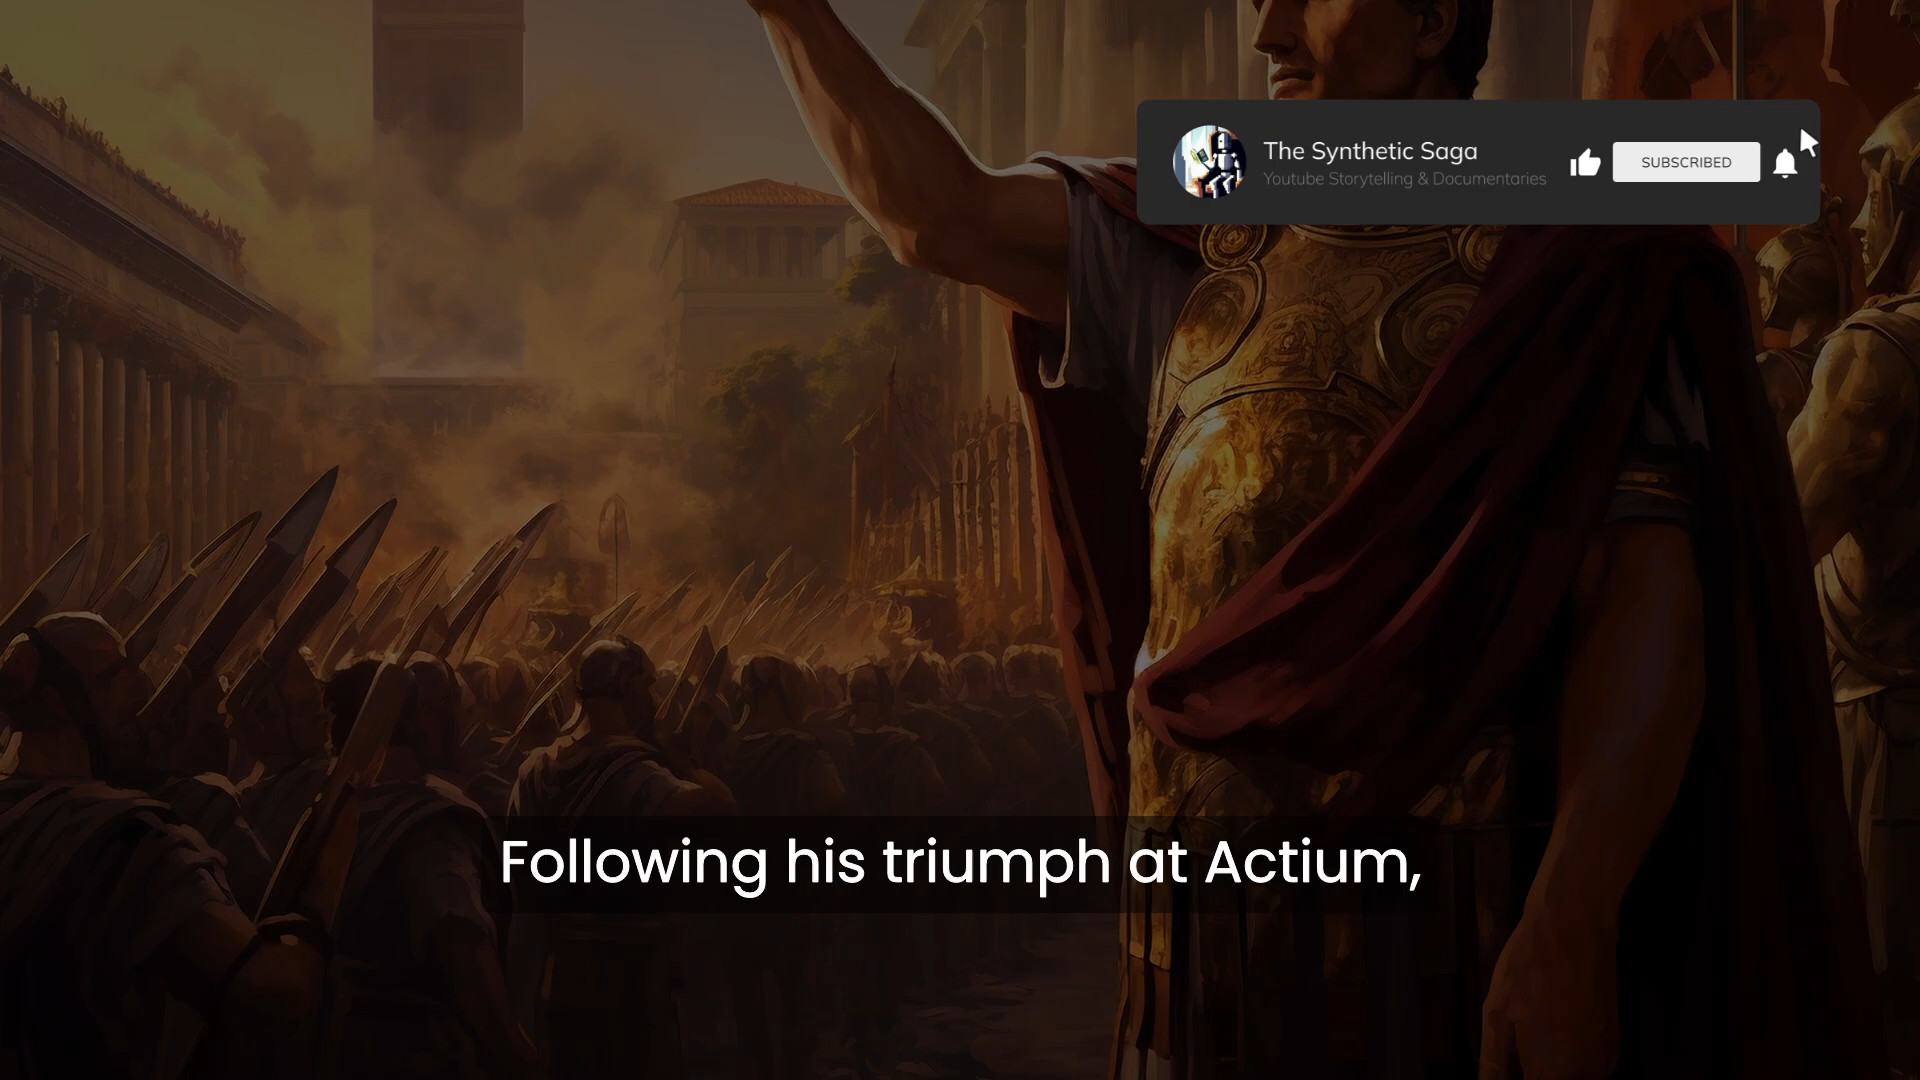 The Synthetic Saga
Youtube Storytelling & Documentaries
SUBSCRIBED
Following his triumph at Actium,